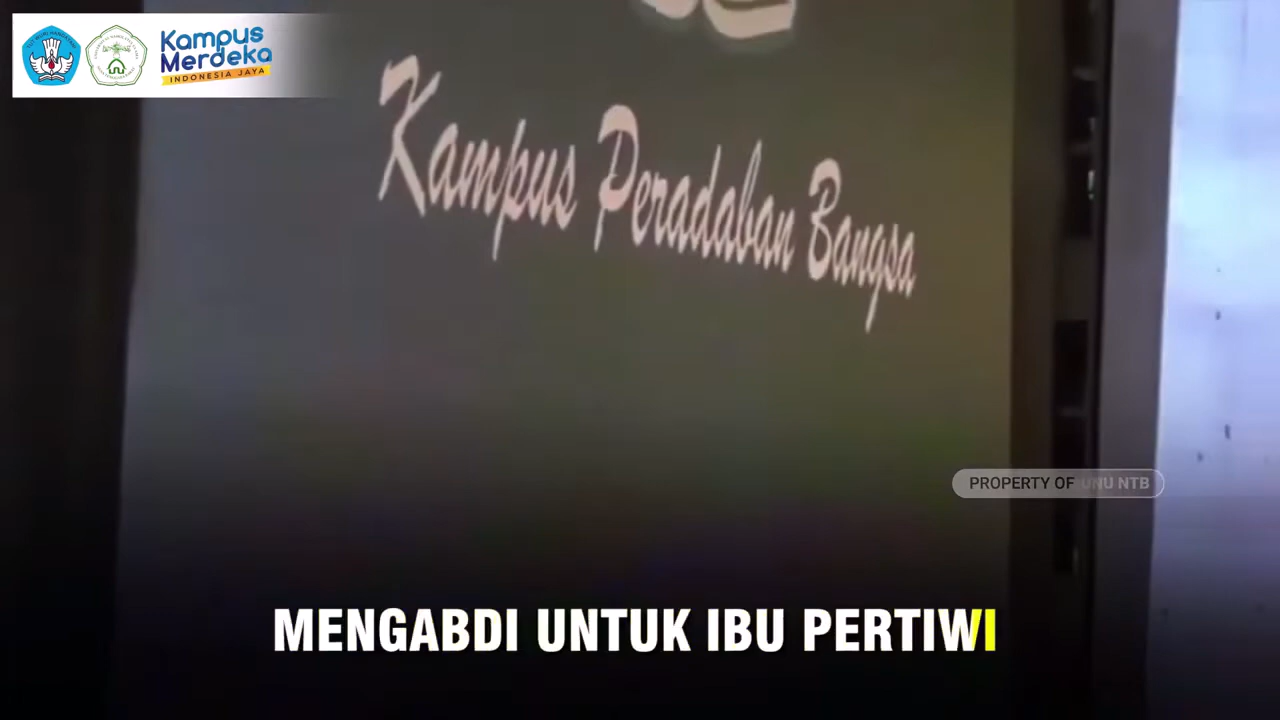 Kampus
Merdeka
INDONESIA JAYA
Kampus Peradaban Bangsa
PROPERTY OF UNU NTB
MENGABDI UNTUK IBU PERTIWI